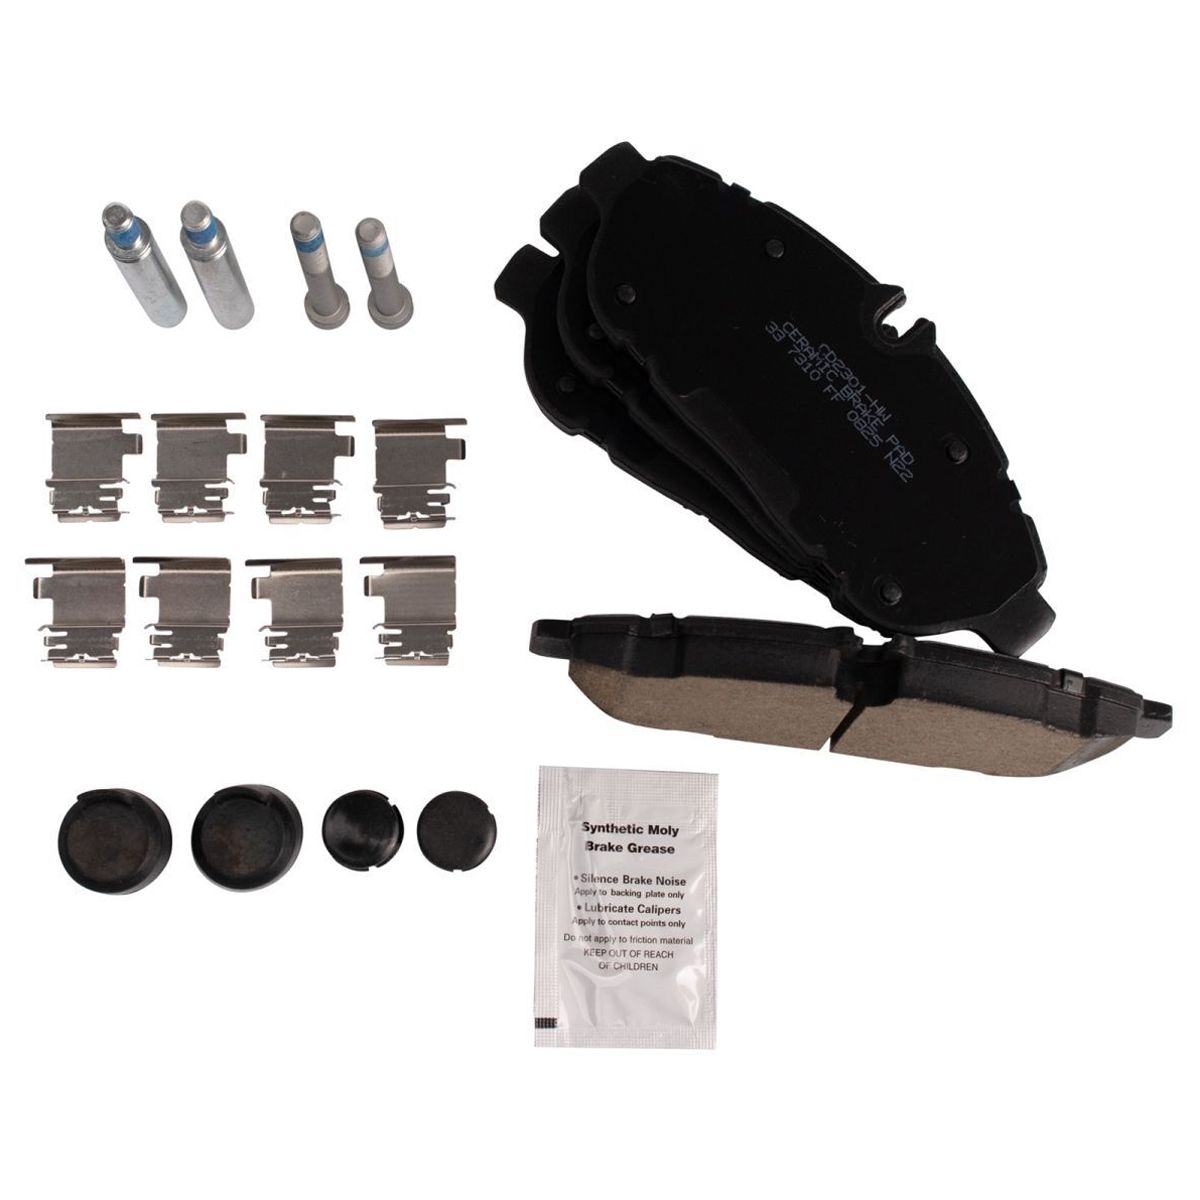 CD2301-HW
CERAMIC BRAKE PAD
33 7310 FF 0825 N22
Synthetic Moly
Brake Grease
• Silence Brake Noise
Apply to backing plate only
• Lubricate Calipers
Apply to contact points only
Do not apply to friction material
KEEP OUT OF REACH
OF CHILDREN